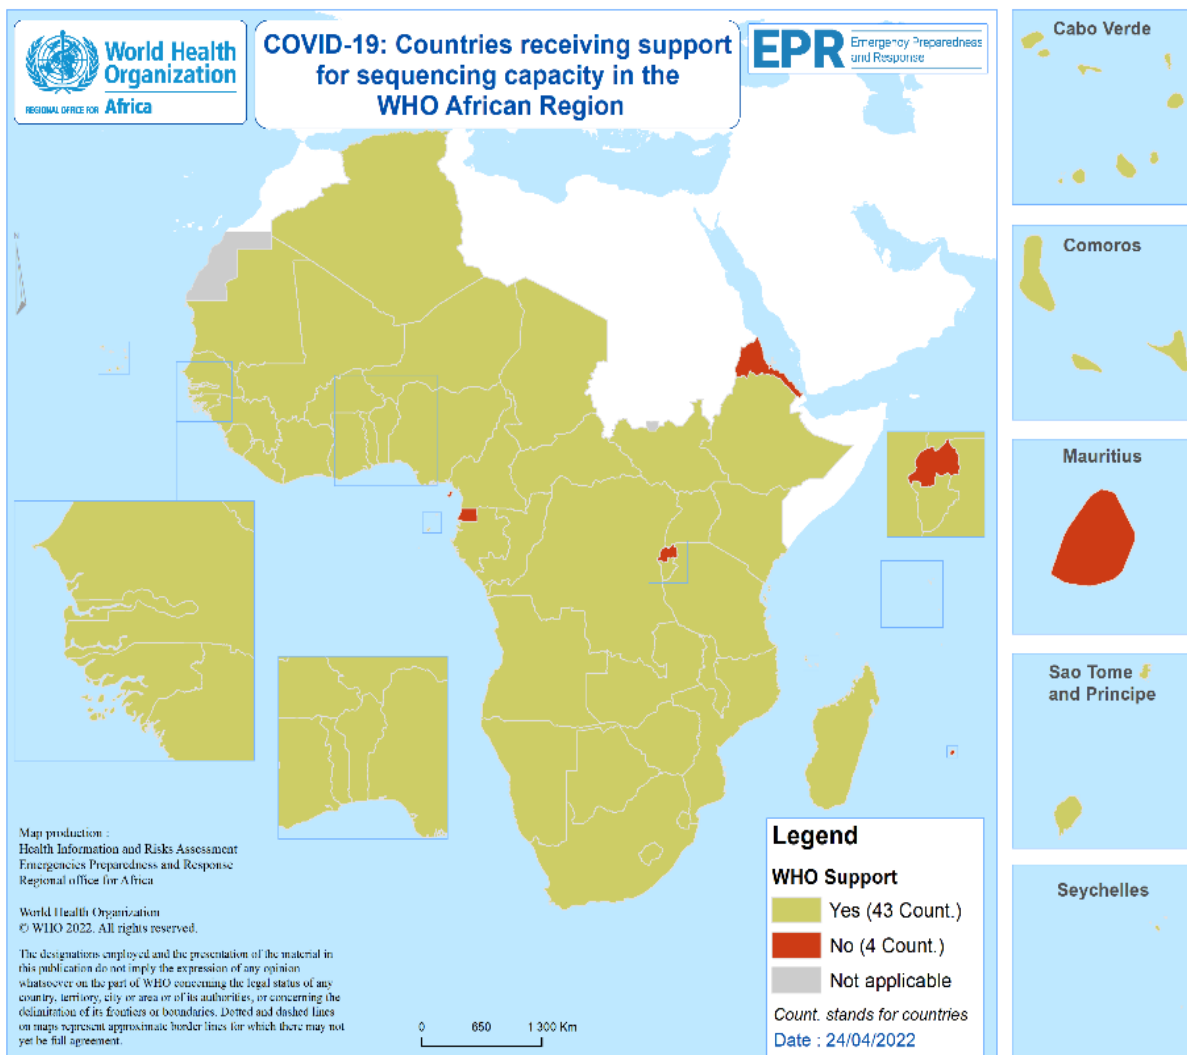 World Health
Organization
REGIONAL OFFICE FOR Africa
COVID-19: Countries receiving support
for sequencing capacity in the
WHO African Region
EPR Emergency Preparedness
and Response
Cabo Verde
Comoros
Mauritius
Sao Tome
and Principe
Seychelles
N
Map production :
Health Information and Risks Assessment
Emergencies Preparedness and Response
Regional office for Africa
World Health Organization
© WHO 2022. All rights reserved.
The designations employed and the presentation of the material in
this publication do not imply the expression of any opinion
whatsoever on the part of WHO concerning the legal status of any
country, territory, city or area or of its authorities, or concerning the
delimitation of its frontiers or boundaries. Dotted and dashed lines
on maps represent approximate border lines for which there may not
yet be full agreement.
0 650 1 300 Km
Legend
WHO Support
Yes (43 Count.)
No (4 Count.)
Not applicable
Count. stands for countries
Date : 24/04/2022